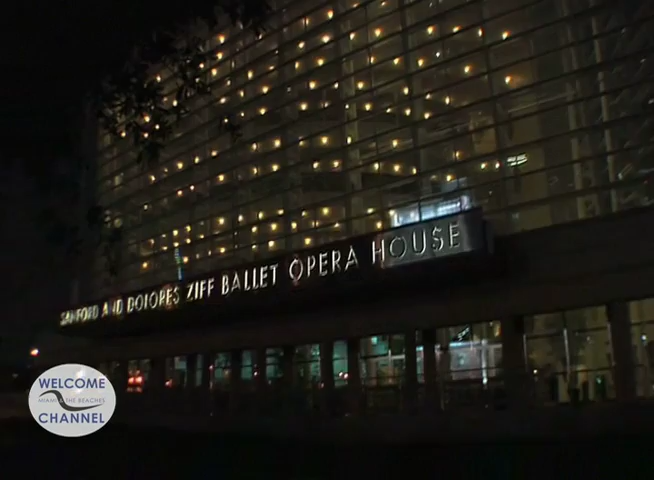 SANFORD AND DOLORES ZIFF BALLET OPERA HOUSE
WELCOME
MIAMI & THE BEACHES
CHANNEL